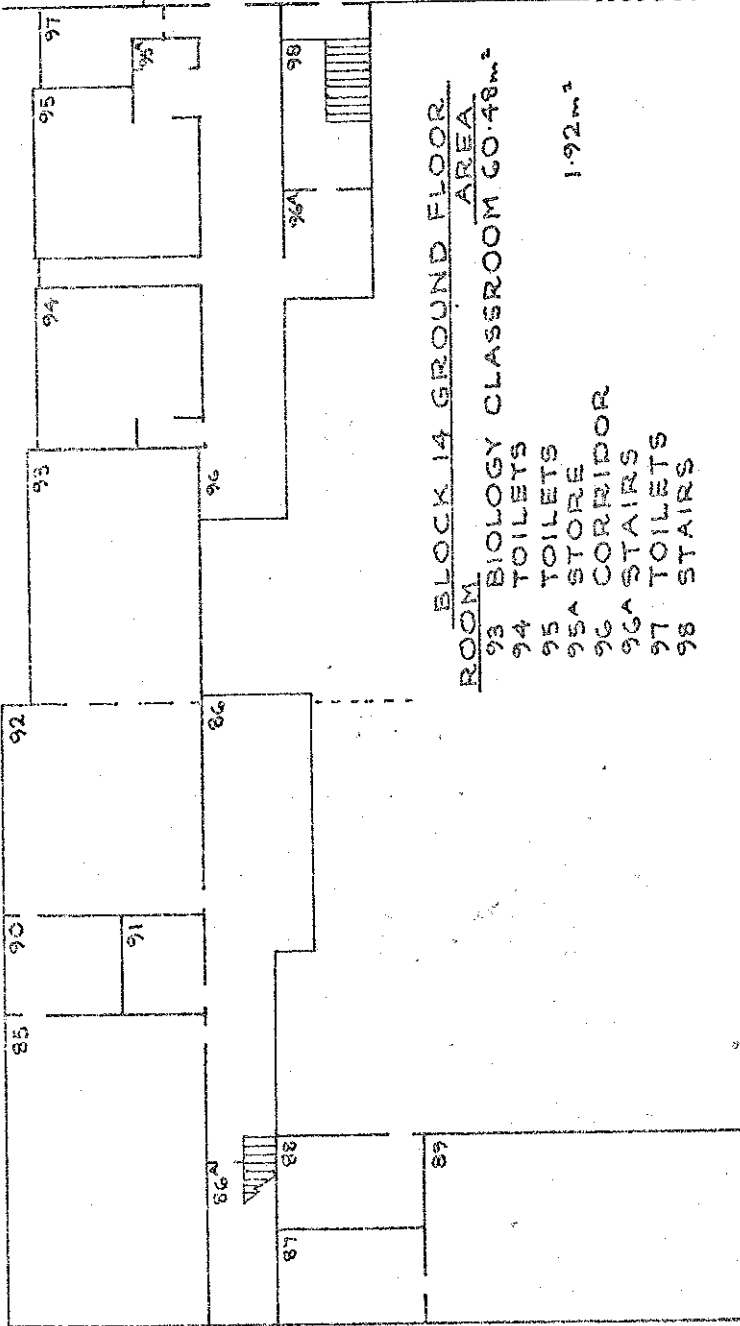 85
90
91
92
93
94
95
97
95A
86A
86
96
96A
98
88
87
89
BLOCK 14 GROUND FLOOR
ROOM AREA
93 BIOLOGY CLASSROOM 60.48m²
94 TOILETS
95 TOILETS
95A STORE 1.92m²
96 CORRIDOR
96A STAIRS
97 TOILETS
98 STAIRS